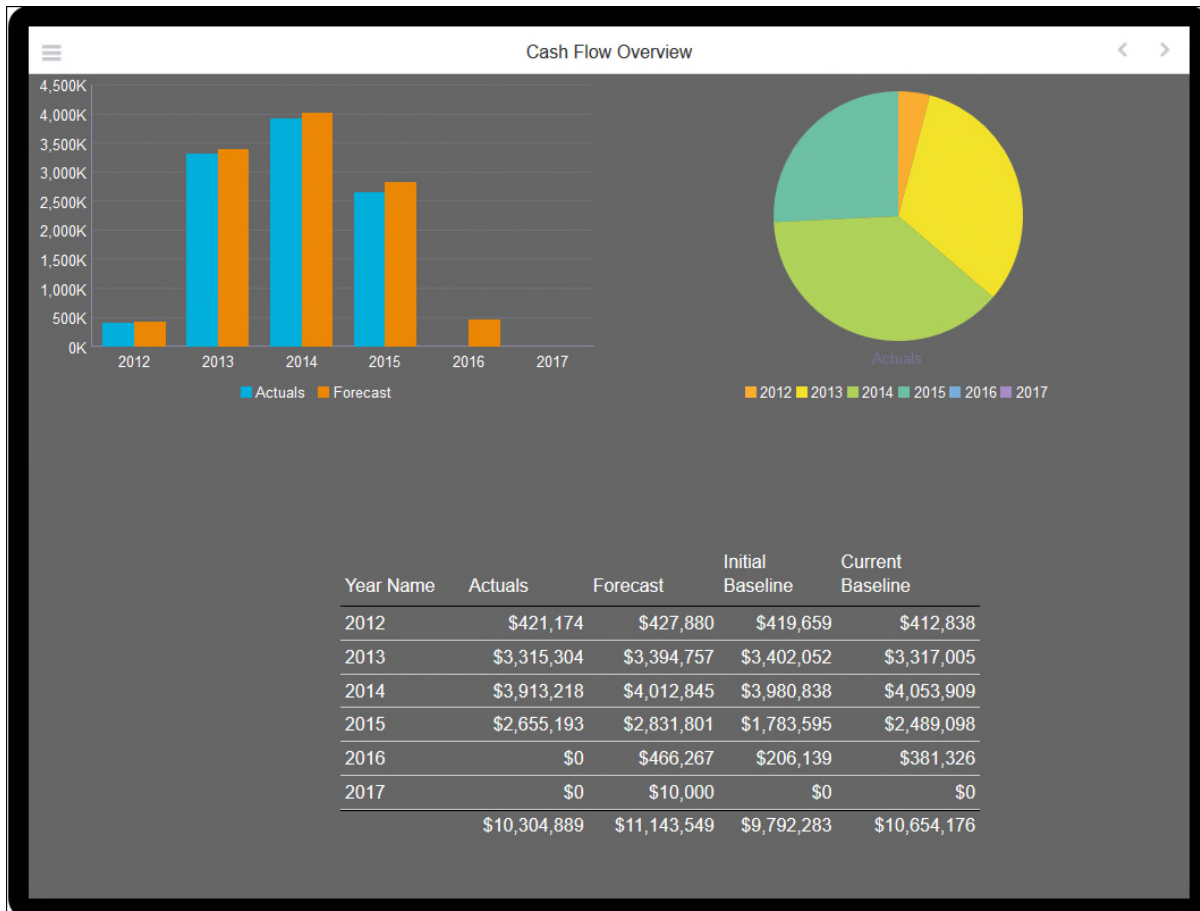 Cash Flow Overview
4,500K
4,000K
3,500K
3,000K
2,500K
2,000K
1,500K
1,000K
500K
0K
2012 2013 2014 2015 2016 2017
Actuals Forecast
Actuals
2012 2013 2014 2015 2016 2017
Year Name Actuals Forecast Initial Baseline Current Baseline
2012 $421,174 $427,880 $419,659 $412,838
2013 $3,315,304 $3,394,757 $3,402,052 $3,317,005
2014 $3,913,218 $4,012,845 $3,980,838 $4,053,909
2015 $2,655,193 $2,831,801 $1,783,595 $2,489,098
2016 $0 $466,267 $206,139 $381,326
2017 $0 $10,000 $0 $0
$10,304,889 $11,143,549 $9,792,283 $10,654,176